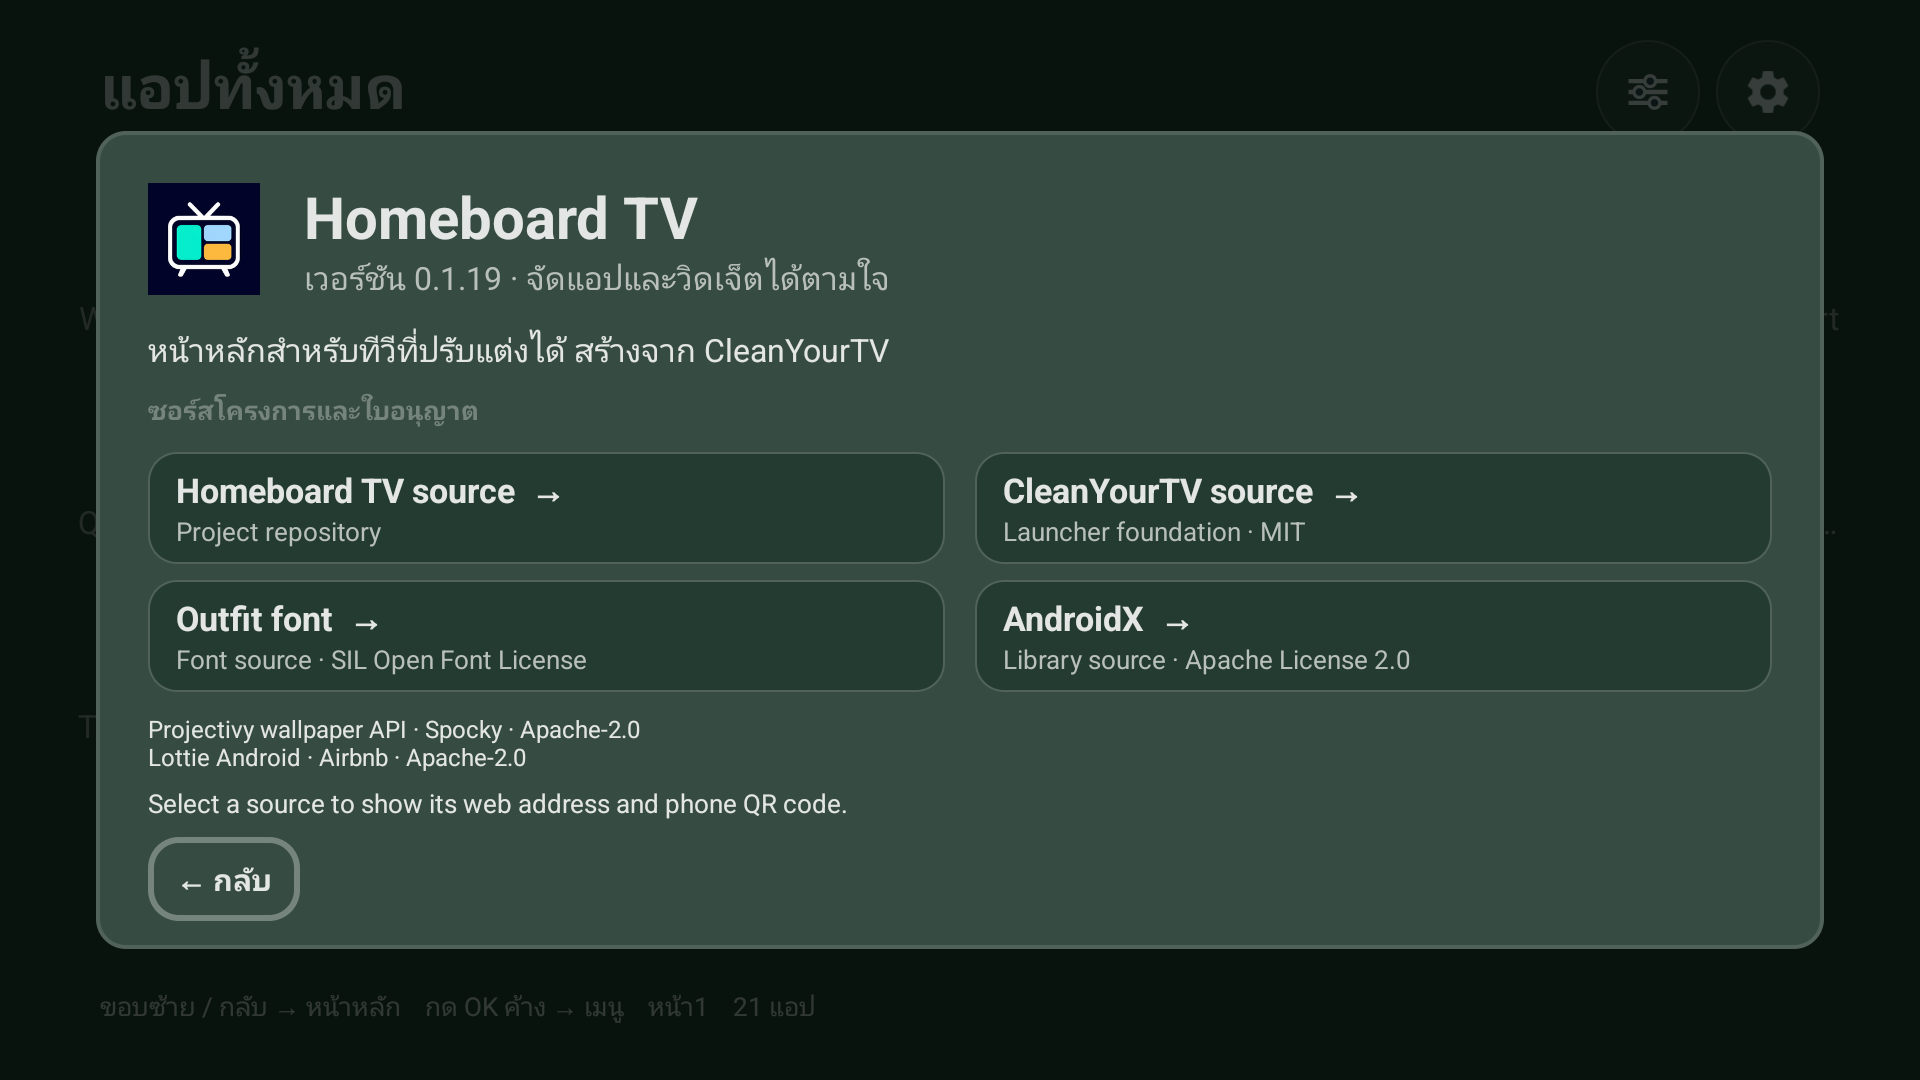 แอปทั้งหมด
Homeboard TV
เวอร์ชัน 0.1.19 · จัดแอปและวิดเจ็ตได้ตามใจ
หน้าหลักสำหรับทีวีที่ปรับแต่งได้ สร้างจาก CleanYourTV
ซอร์สโครงการและใบอนุญาต
Homeboard TV source →
Project repository
CleanYourTV source →
Launcher foundation · MIT
Outfit font →
Font source · SIL Open Font License
AndroidX →
Library source · Apache License 2.0
Projectivy wallpaper API · Spocky · Apache-2.0
Lottie Android · Airbnb · Apache-2.0
Select a source to show its web address and phone QR code.
← กลับ
ขอบซ้าย / กลับ → หน้าหลัก กด OK ค้าง → เมนู หน้า1 21 แอป